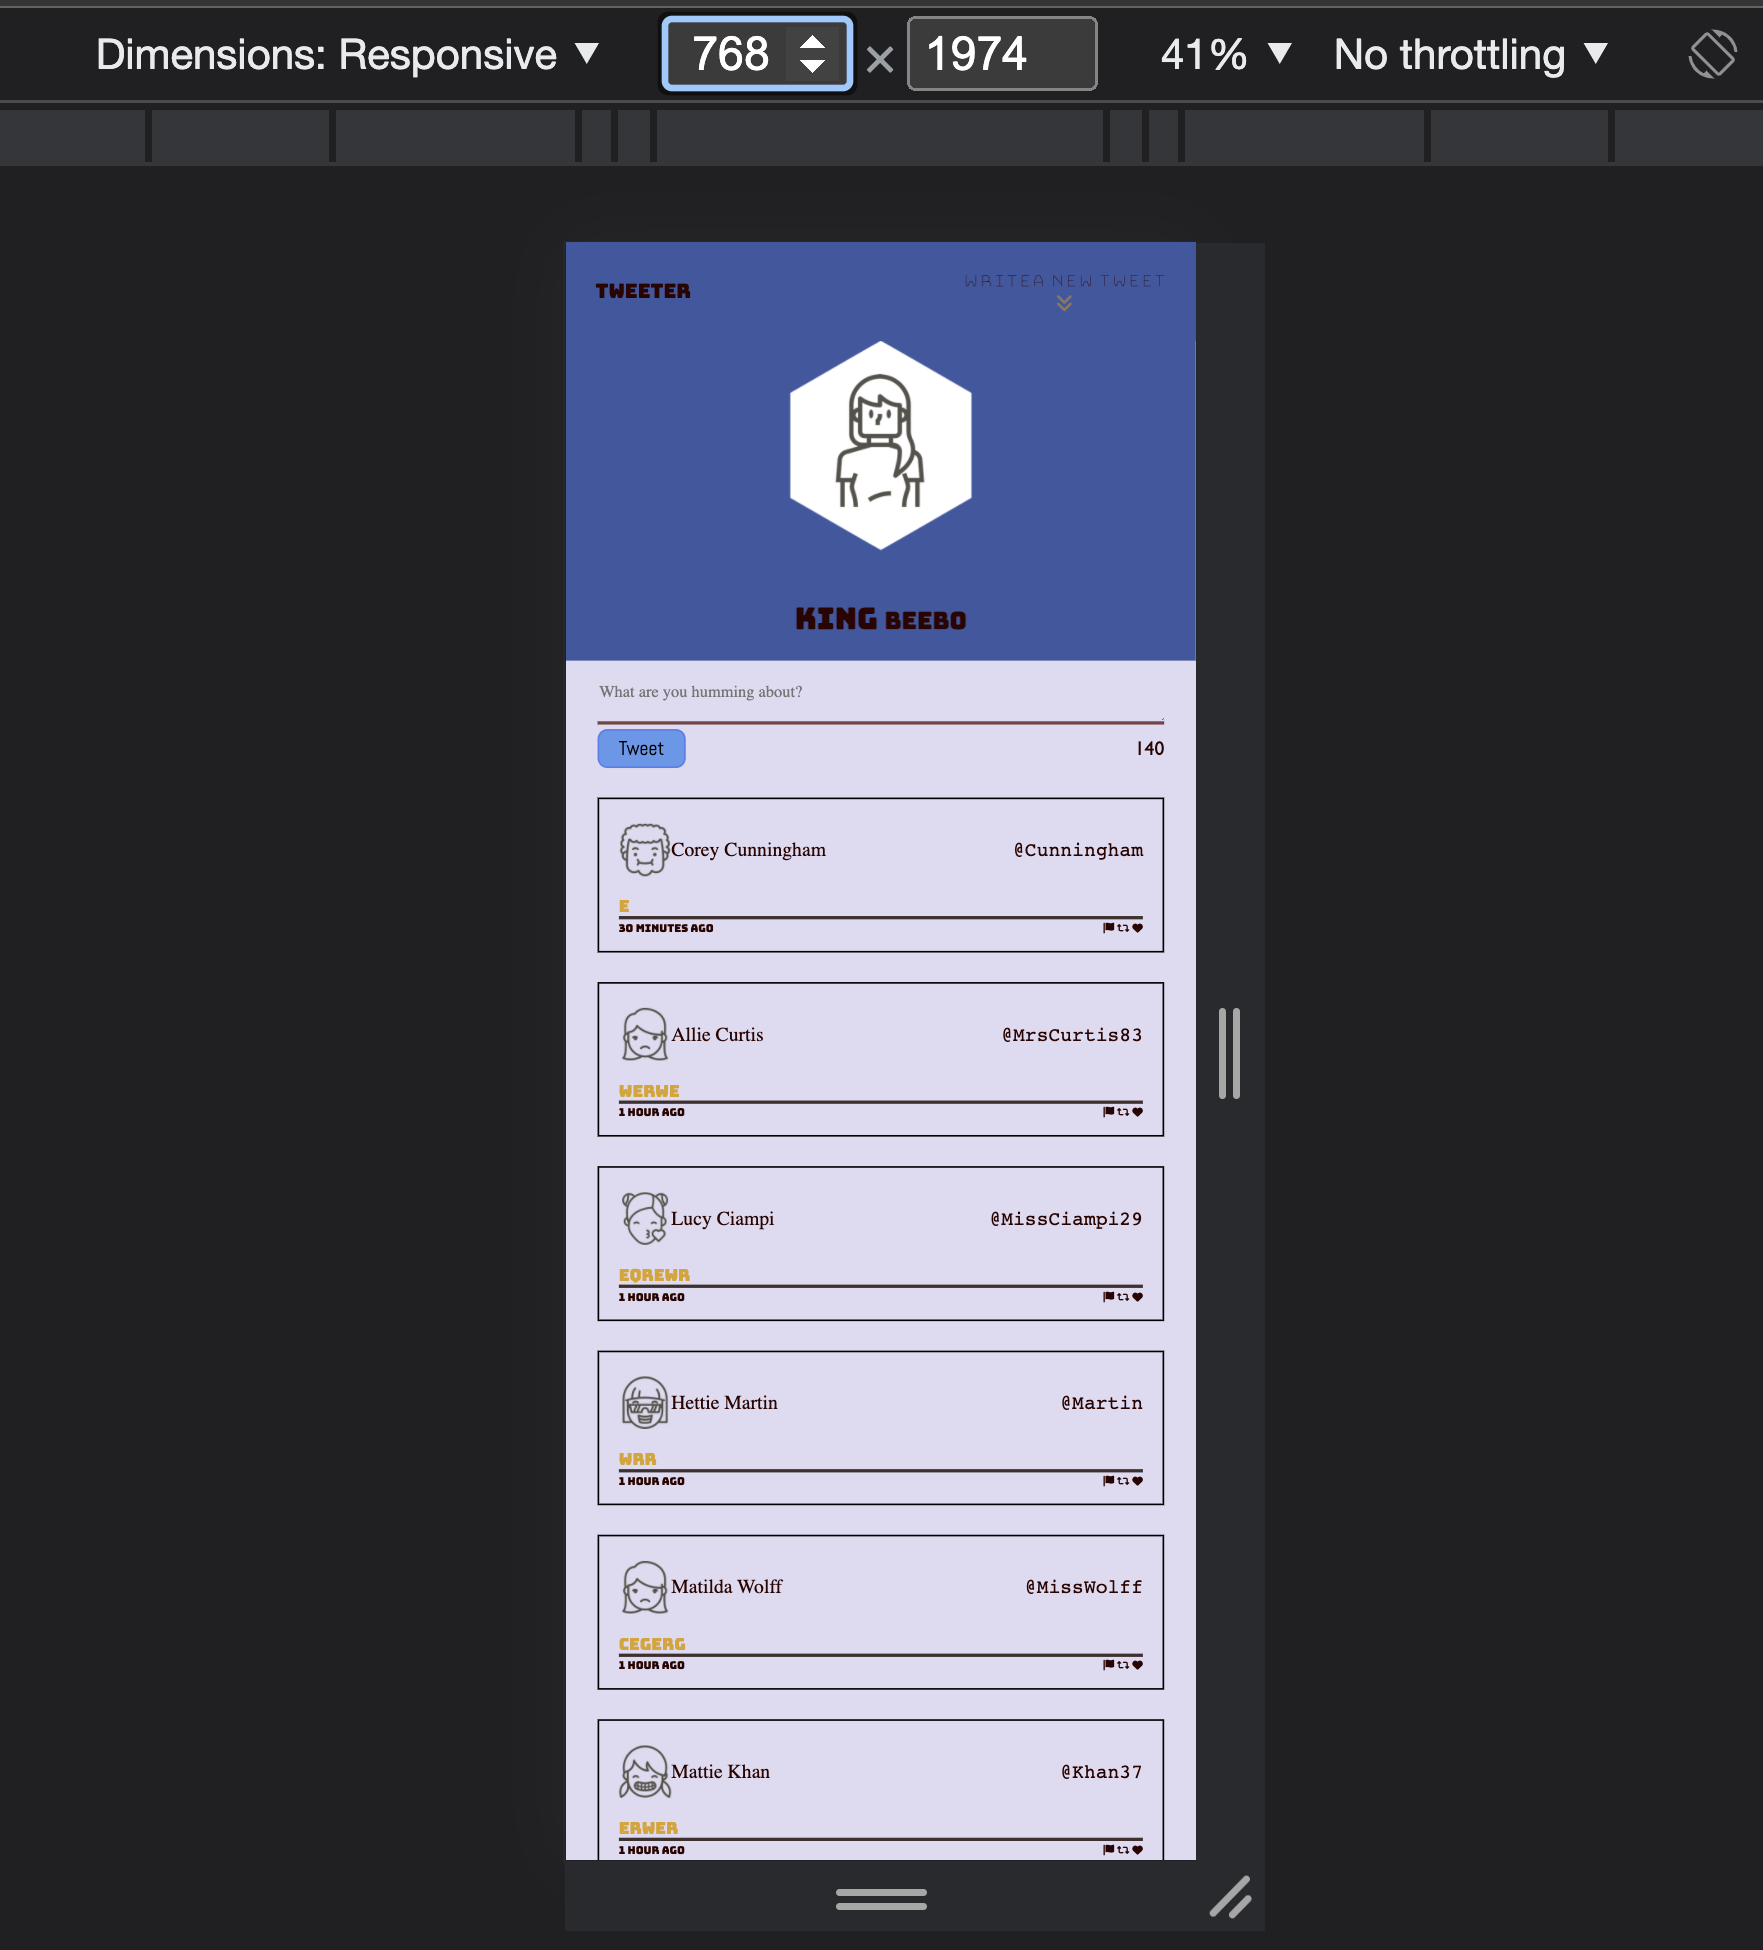 Dimensions: Responsive ▼ 768 × 1974 41% ▼ No throttling ▼
TWEETER
WRITEA NEW TWEET
KING BEEBO
What are you humming about?
Tweet 140
Corey Cunningham @Cunningham
E
30 MINUTES AGO
Allie Curtis @MrsCurtis83
WERWE
1 HOUR AGO
Lucy Ciampi @MissCiampi29
EQREWR
1 HOUR AGO
Hettie Martin @Martin
WRR
1 HOUR AGO
Matilda Wolff @MissWolff
CEGERG
1 HOUR AGO
Mattie Khan @Khan37
ERWER
1 HOUR AGO